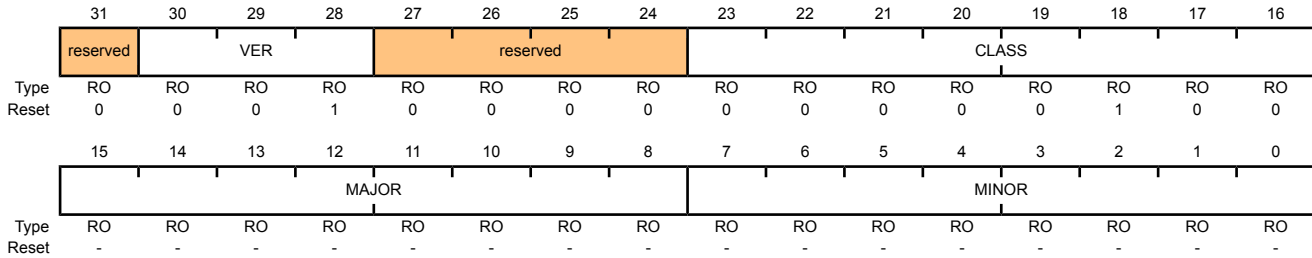 31 30 29 28 27 26 25 24 23 22 21 20 19 18 17 16
reserved VER reserved CLASS
Type RO RO RO RO RO RO RO RO RO RO RO RO RO RO RO RO
Reset 0 0 0 1 0 0 0 0 0 0 0 0 0 1 0 0
15 14 13 12 11 10 9 8 7 6 5 4 3 2 1 0
MAJOR MINOR
Type RO RO RO RO RO RO RO RO RO RO RO RO RO RO RO RO
Reset - - - - - - - - - - - - - - - -